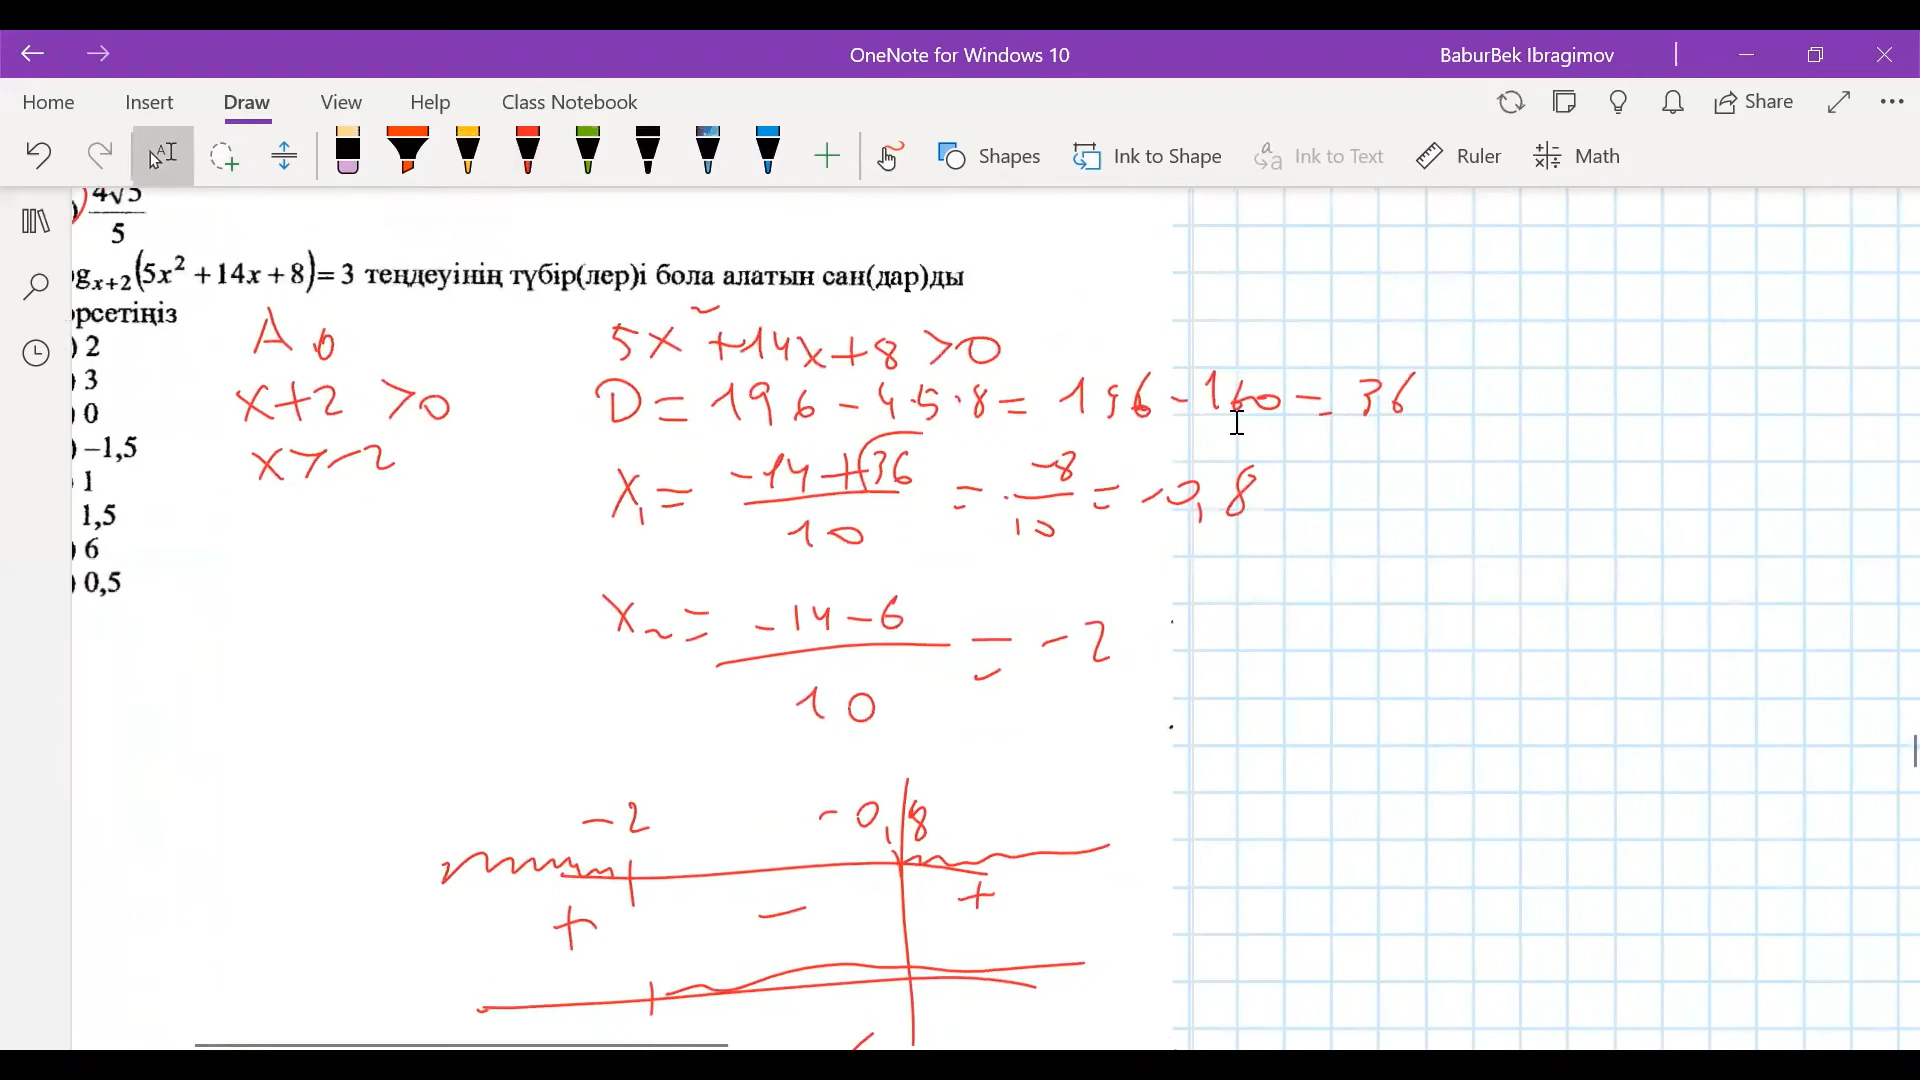 OneNote for Windows 10
BaburBek Ibragimov
Home Insert Draw View Help Class Notebook
Share
Shapes Ink to Shape Ink to Text Ruler Math
) 4√5/5
og_{x+2}(5x² + 14x + 8) = 3 теңдеуінің түбір(лер)і бола алатын сан(дар)ды
өрсетіңіз
) 2
) 3
) 0
) –1,5
) 1
1,5
) 6
) 0,5
x+2 >0
x>-2
5x² +14x+8 >0
D = 196 - 4·5·8 = 196 - 160 = 36
x₁ = (-14+√36)/10 = -8/10 = -0,8
x₂ = (-14-6)/10 = -2
-2 -0,8
+ - +